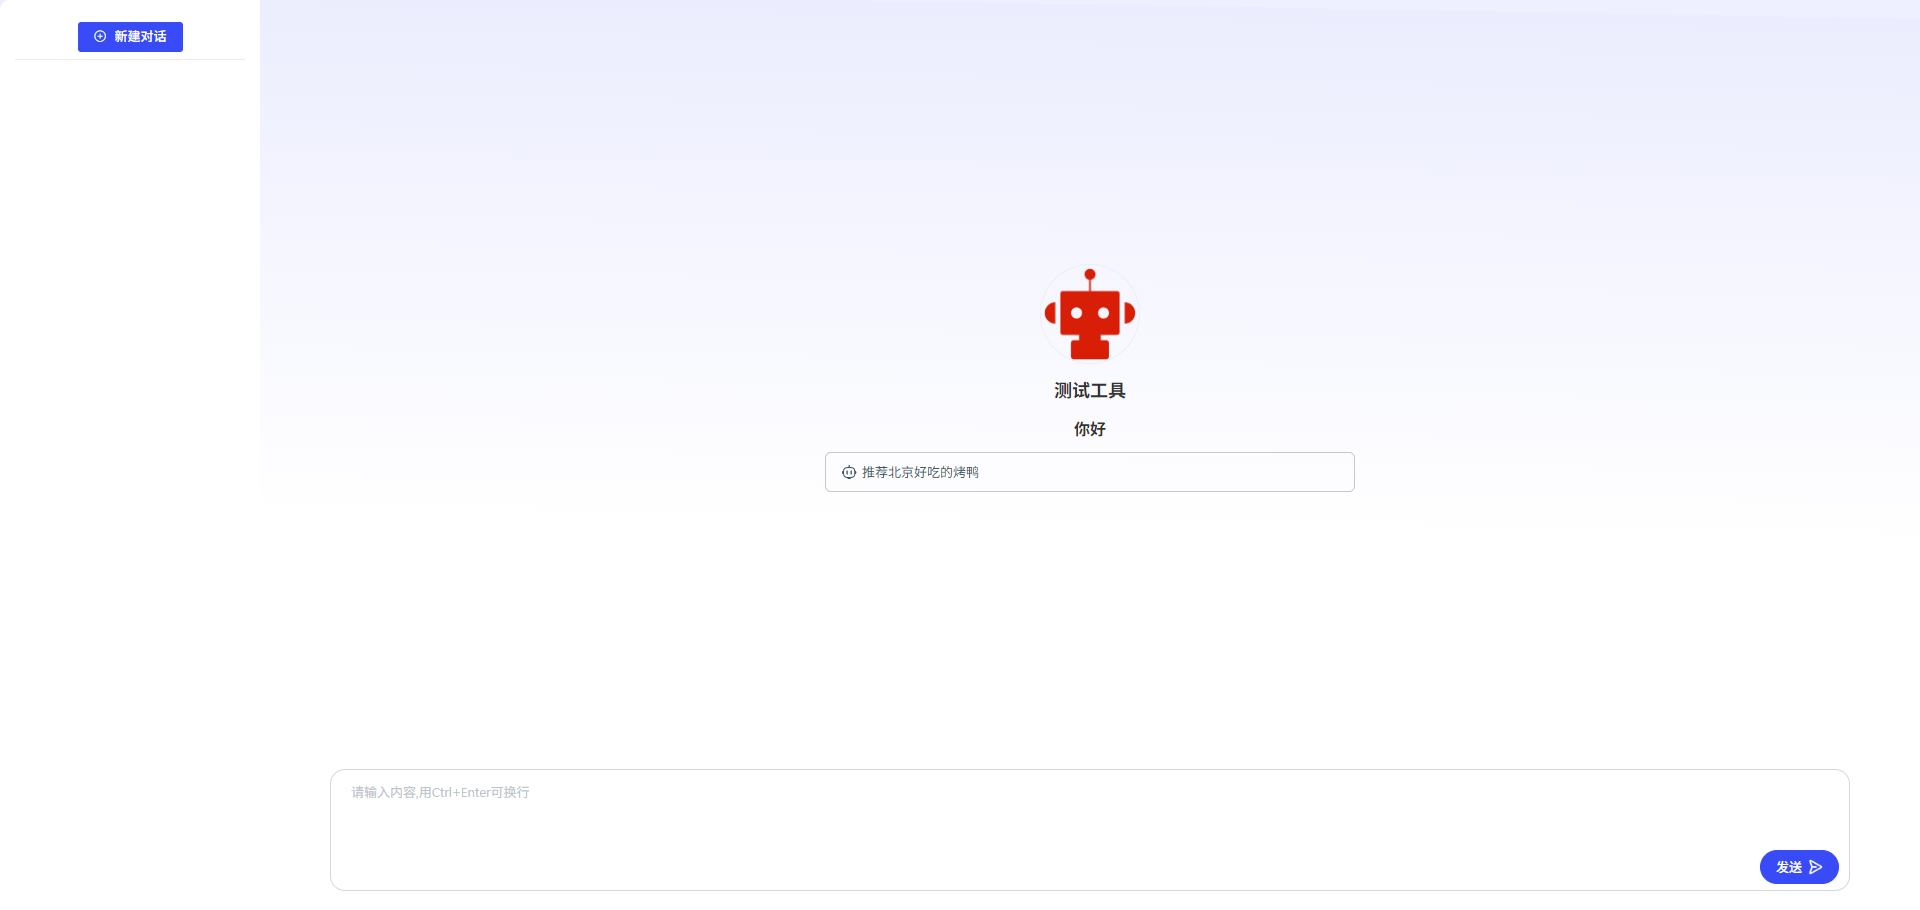 新建对话
测试工具
你好
推荐北京好吃的烤鸭
请输入内容,用Ctrl+Enter可换行
发送